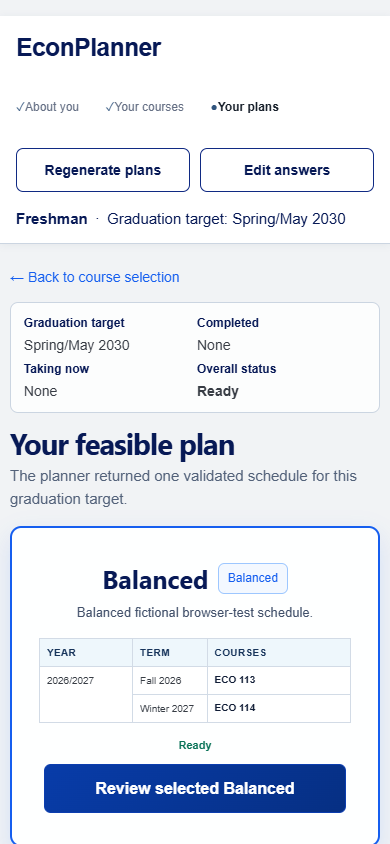 EconPlanner
✓About you ✓Your courses ●Your plans
Regenerate plans Edit answers
Freshman · Graduation target: Spring/May 2030
← Back to course selection
Graduation target Completed
Spring/May 2030 None
Taking now Overall status
None Ready
Your feasible plan
The planner returned one validated schedule for this
graduation target.
Balanced Balanced
Balanced fictional browser-test schedule.
YEAR TERM COURSES
2026/2027 Fall 2026 ECO 113
Winter 2027 ECO 114
Ready
Review selected Balanced